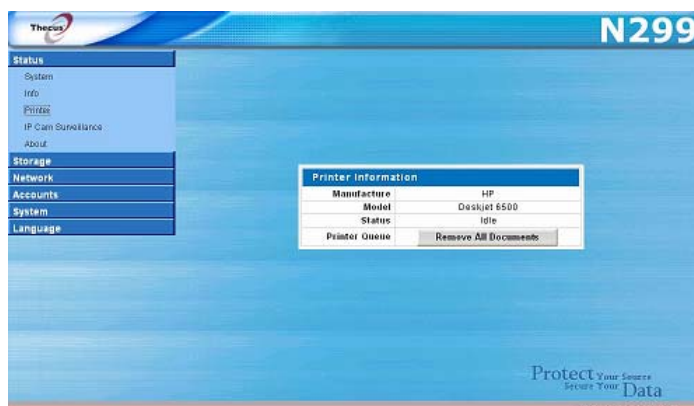 Thecus
N299
Status
System
Info
Printer
IP Cam Surveillance
About
Storage
Network
Accounts
System
Language
Printer Information
Manufacture HP
Model Deskjet 6500
Status Idle
Printer Queue Remove All Documents
Protect Your Source
Secure Your Data